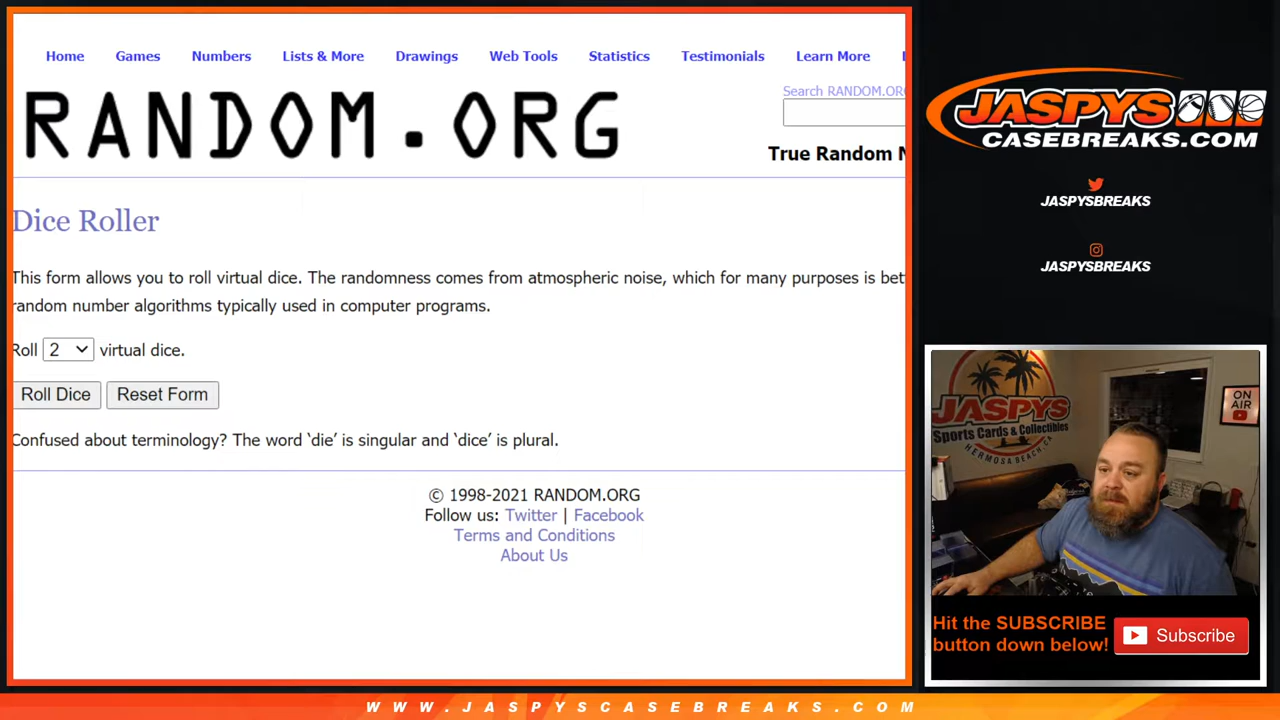 Home Games Numbers Lists & More Drawings Web Tools Statistics Testimonials Learn More
RANDOM.ORG
Search RANDOM.ORG
True Random N
Dice Roller
This form allows you to roll virtual dice. The randomness comes from atmospheric noise, which for many purposes is bet
random number algorithms typically used in computer programs.
Roll 2 virtual dice.
Roll Dice Reset Form
Confused about terminology? The word ‘die’ is singular and ‘dice’ is plural.
© 1998-2021 RANDOM.ORG
Follow us: Twitter | Facebook
Terms and Conditions
About Us
JASPYS
CASEBREAKS.COM
JASPYSBREAKS
JASPYSBREAKS
JASPYS
Sports Cards & Collectibles
HERMOSA BEACH, CA
ON
AIR
Hit the SUBSCRIBE
button down below!
Subscribe
WWW.JASPYSCASEBREAKS.COM